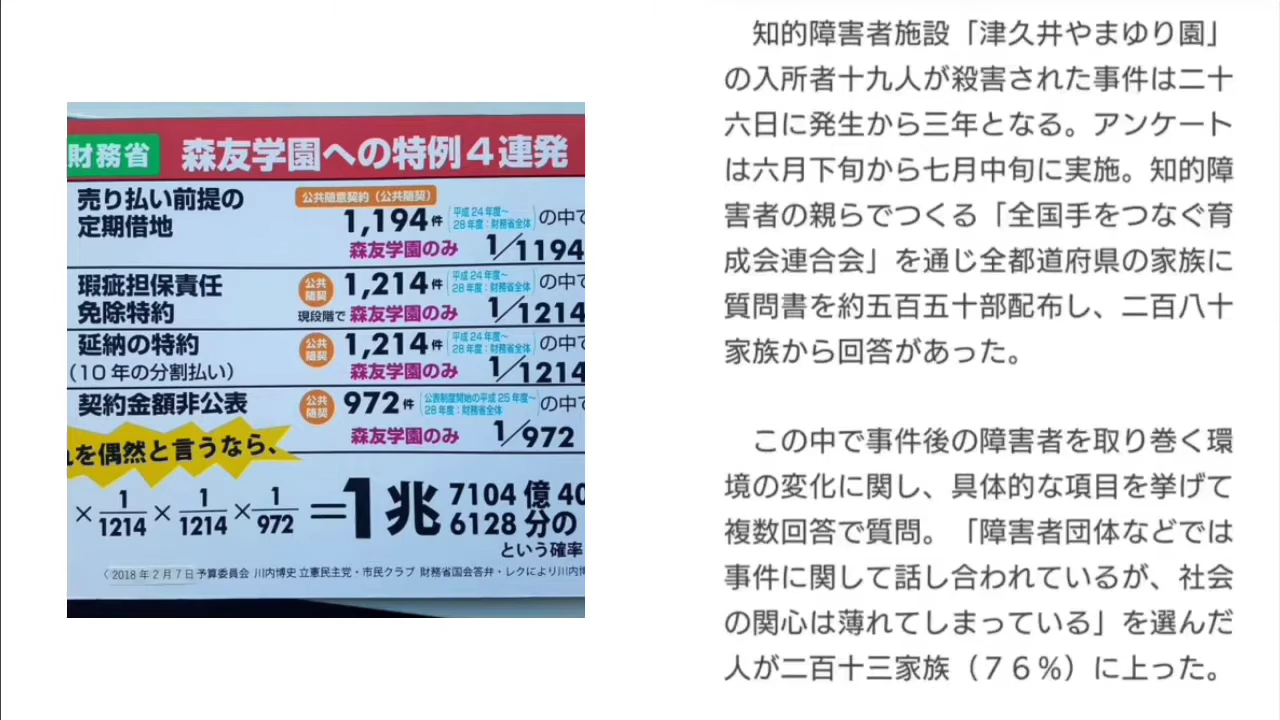 財務省 森友学園への特例4連発
売り払い前提の
定期借地
公共随意契約(公共随契)
1,194件 平成24年度~
28年度:財務省全体 の中で
森友学園のみ 1/1194
瑕疵担保責任
免除特約
公共
随契
1,214件 平成24年度~
28年度:財務省全体 の中で
現段階で 森友学園のみ 1/1214
延納の特約
(10年の分割払い)
公共
随契
1,214件 平成24年度~
28年度:財務省全体 の中で
森友学園のみ 1/1214
契約金額非公表
公共
随契
972件 公表制度開始の平成25年度~
28年度:財務省全体 の中で
森友学園のみ 1/972
を偶然と言うなら、
× 1/1214 × 1/1214 × 1/972 = 1兆 7104億40
6128分の
という確率
〈2018年2月7日予算委員会 川内博史 立憲民主党・市民クラブ 財務省国会答弁・レクにより川内博
知的障害者施設「津久井やまゆり園」
の入所者十九人が殺害された事件は二十
六日に発生から三年となる。アンケート
は六月下旬から七月中旬に実施。知的障
害者の親らでつくる「全国手をつなぐ育
成会連合会」を通じ全都道府県の家族に
質問書を約五百五十部配布し、二百八十
家族から回答があった。
この中で事件後の障害者を取り巻く環
境の変化に関し、具体的な項目を挙げて
複数回答で質問。「障害者団体などでは
事件に関して話し合われているが、社会
の関心は薄れてしまっている」を選んだ
人が二百十三家族(76%)に上った。